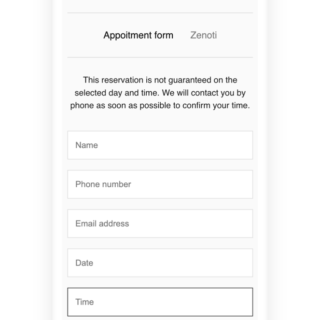 Appoitment form Zenoti
This reservation is not guaranteed on the
selected day and time. We will contact you by
phone as soon as possible to confirm your time.
Name
Phone number
Email address
Date
Time